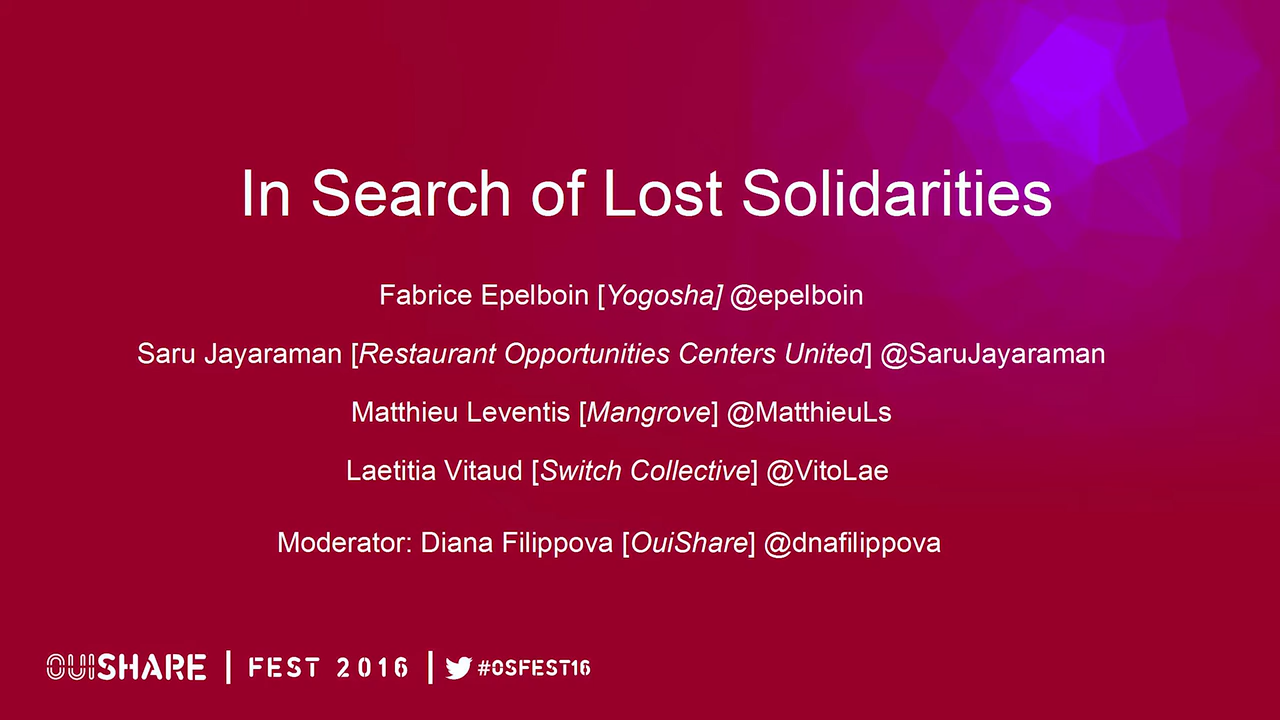 In Search of Lost Solidarities
Fabrice Epelboin [Yogosha] @epelboin
Saru Jayaraman [Restaurant Opportunities Centers United] @SaruJayaraman
Matthieu Leventis [Mangrove] @MatthieuLs
Laetitia Vitaud [Switch Collective] @VitoLae
Moderator: Diana Filippova [OuiShare] @dnafilippova
OUISHARE | FEST 2016 | #OSFEST16